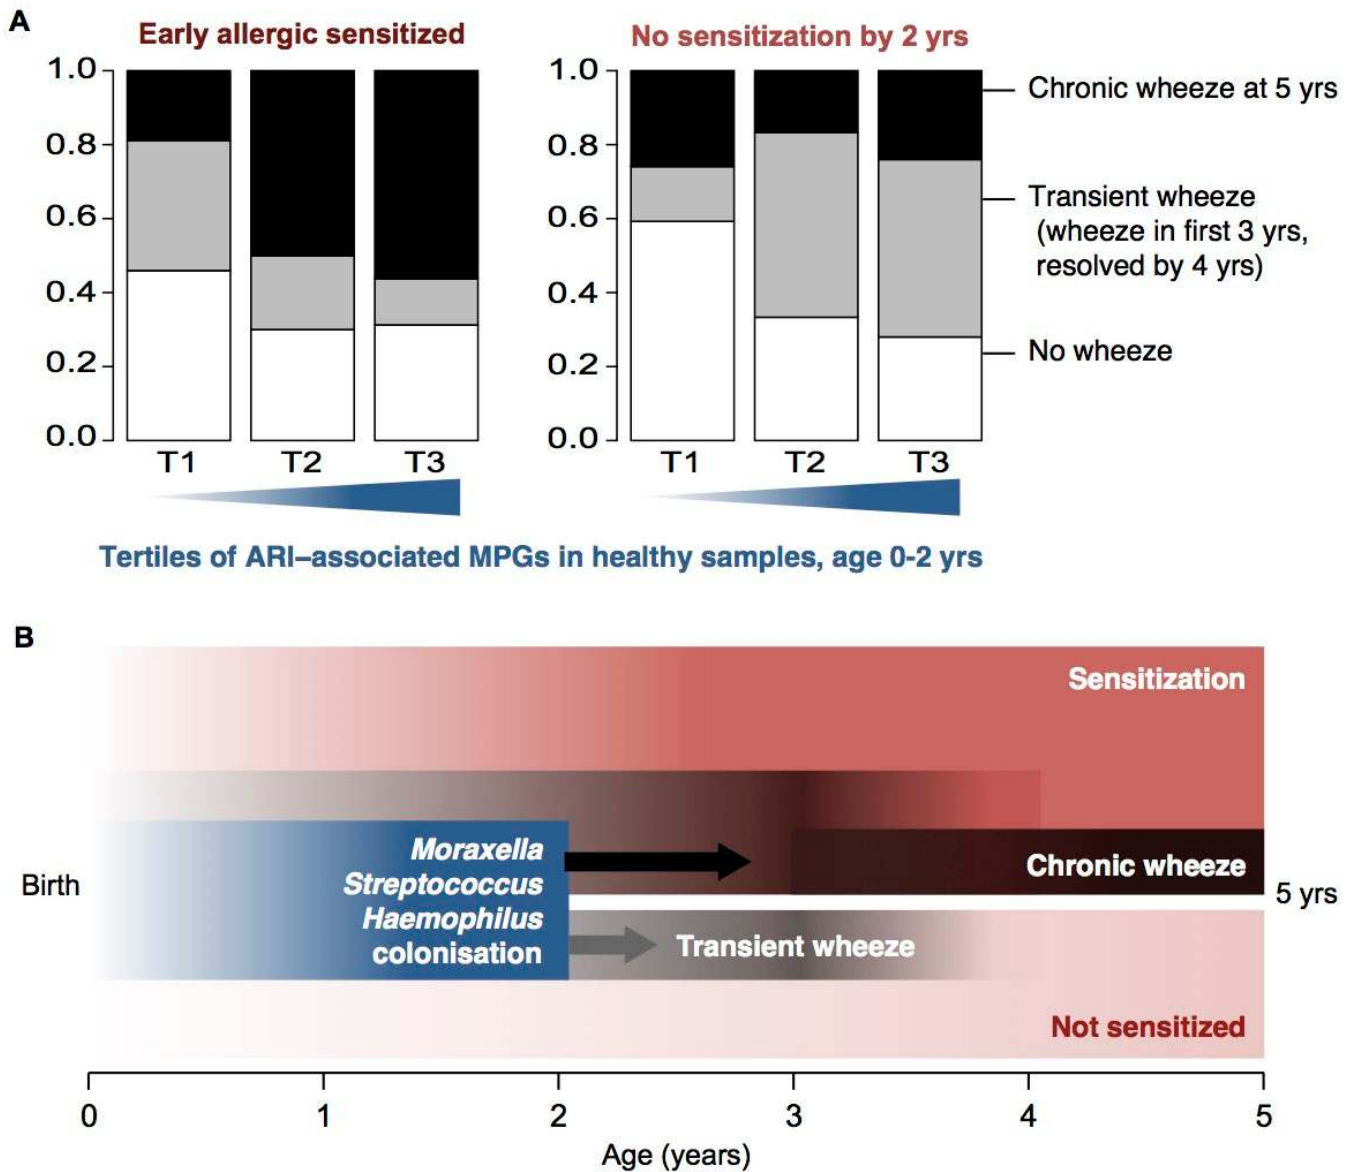 A
Early allergic sensitized
No sensitization by 2 yrs
1.0
0.8
0.6
0.4
0.2
0.0
T1 T2 T3
1.0
0.8
0.6
0.4
0.2
0.0
T1 T2 T3
Chronic wheeze at 5 yrs
Transient wheeze
(wheeze in first 3 yrs,
resolved by 4 yrs)
No wheeze
Tertiles of ARI–associated MPGs in healthy samples, age 0-2 yrs
B
Sensitization
Birth
Moraxella
Streptococcus
Haemophilus
colonisation
Chronic wheeze
5 yrs
Transient wheeze
Not sensitized
0 1 2 3 4 5
Age (years)